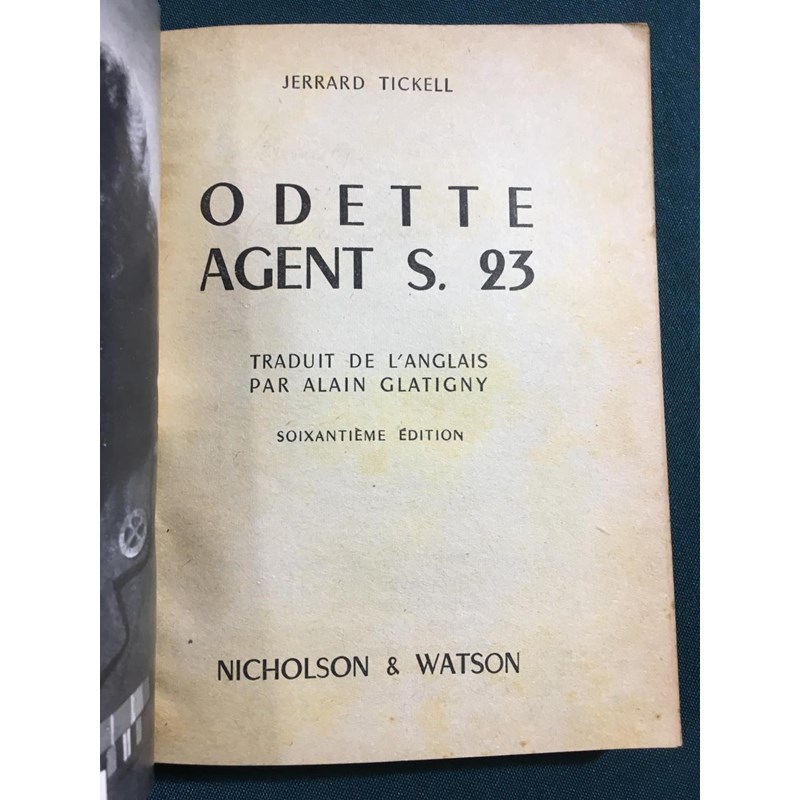 JERRARD TICKELL
ODETTE
AGENT S. 23
TRADUIT DE L'ANGLAIS
PAR ALAIN GLATIGNY
SOIXANTIÈME ÉDITION
NICHOLSON & WATSON